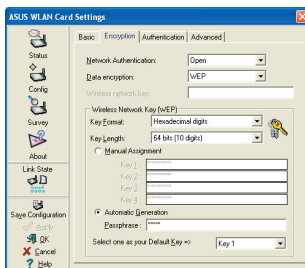 ASUS WLAN Card Settings
Status
Config
Survey
About
Link State
Save Configuration
Apply
OK
Cancel
Help
Basic
Encryption
Authentication
Advanced
Network Authentication:
Open
Data encryption:
WEP
Wireless network key:
Wireless Network Key (WEP)
Key Format:
Hexadecimal digits
Key Length:
64 bits (10 digits)
Manual Assignment
Key 1
Key 2
Key 3
Key 4
Automatic Generation
Passphrase :
Select one as your Default Key =>
Key 1